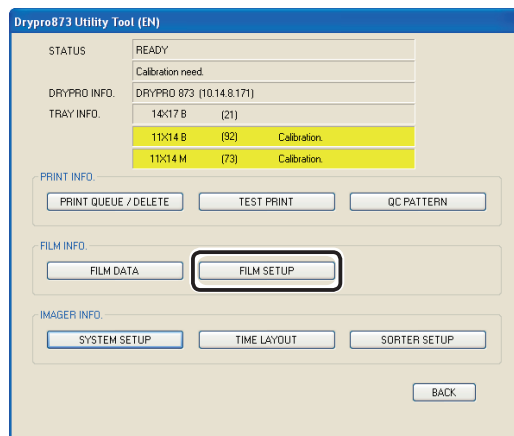 Drypro873 Utility Tool (EN)
STATUS READY
Calibration need.
DRYPRO INFO. DRYPRO 873 (10.14.8.171)
TRAY INFO. 14X17 B (21)
11X14 B (92) Calibration.
11X14 M (73) Calibration.
PRINT INFO.
PRINT QUEUE / DELETE TEST PRINT QC PATTERN
FILM INFO.
FILM DATA FILM SETUP
IMAGER INFO.
SYSTEM SETUP TIME LAYOUT SORTER SETUP
BACK